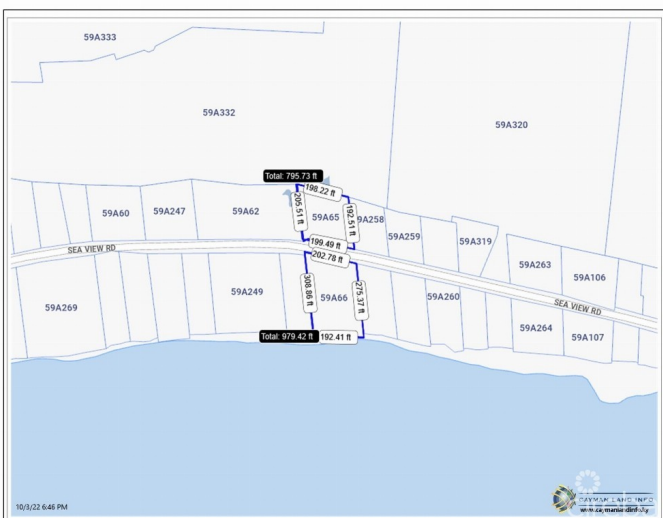 59A333
59A332
59A320
Total: 795.73 ft
198.22 ft
205.51 ft
192.51 ft
59A60
59A247
59A62
59A65
59A258
59A259
59A319
59A263
59A106
199.49 ft
202.78 ft
SEA VIEW RD
SEA VIEW RD
308.86 ft
275.37 ft
59A269
59A249
59A66
59A260
59A264
59A107
Total: 979.42 ft
192.41 ft
10/3/22 6:46 PM
CAYMAN LAND INFO
www.caymanlandinfo.ky